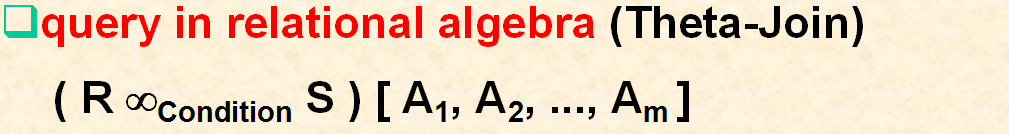 ❑query in relational algebra (Theta-Join)
( R ∞Condition S ) [ A1, A2, ..., Am ]